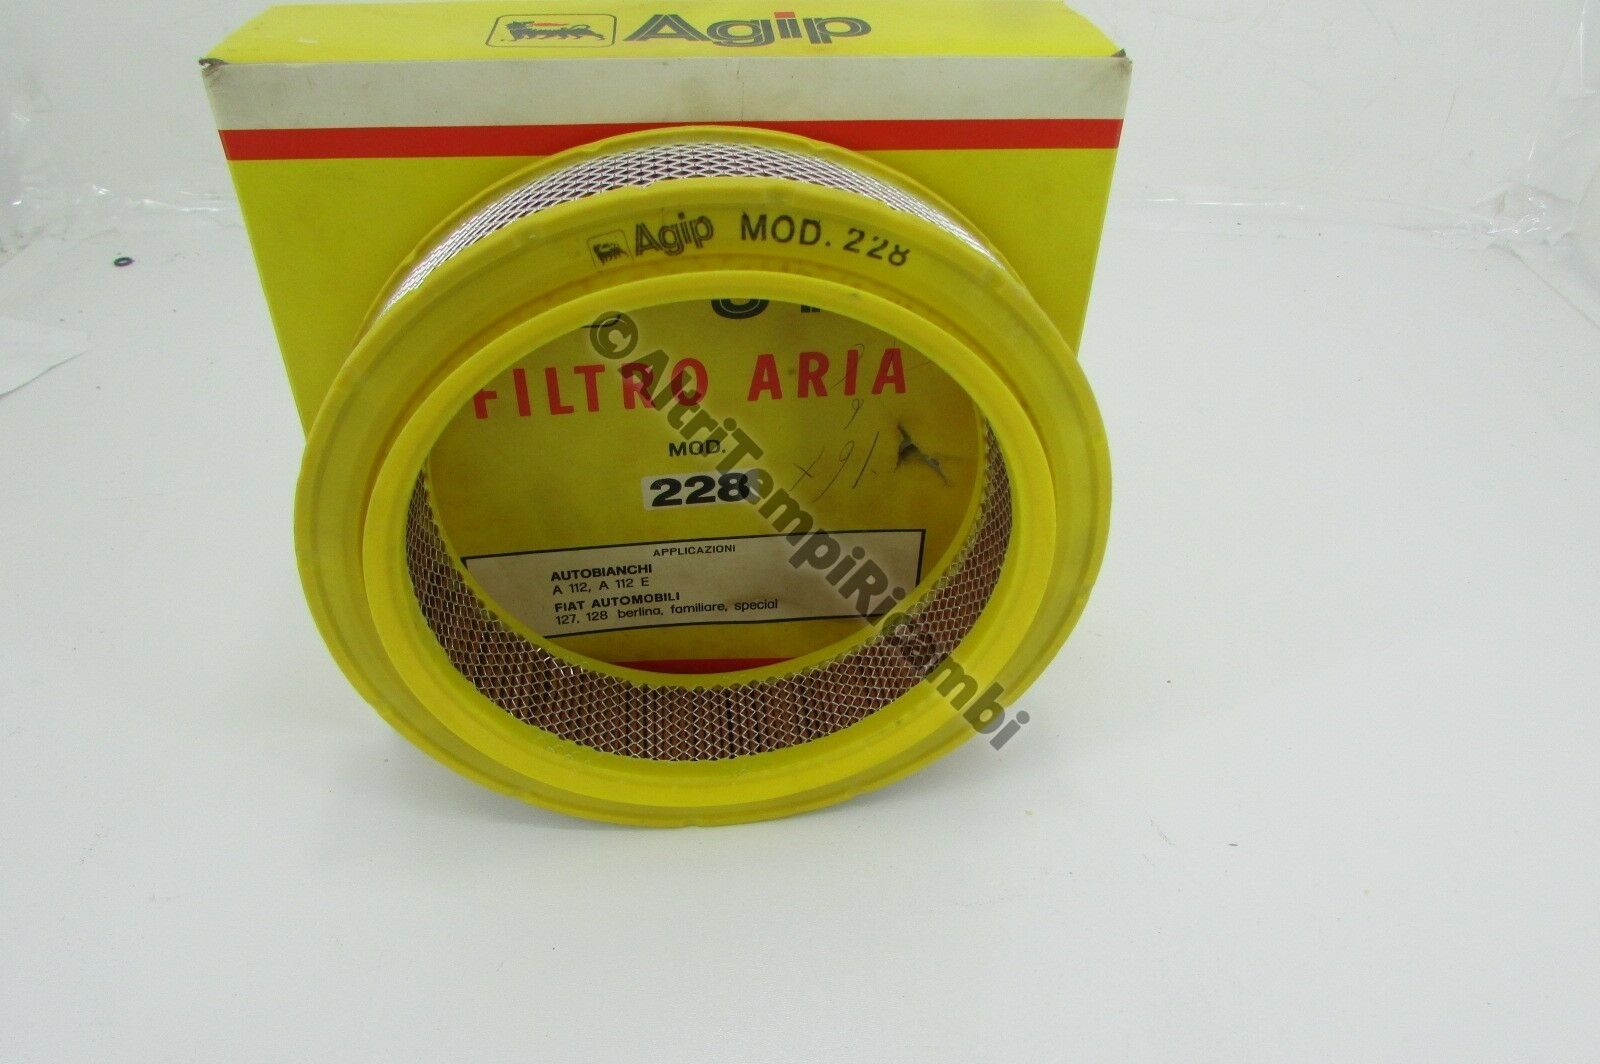 Agip
Agip MOD. 228
FILTRO ARIA
MOD.
228
APPLICAZIONI
AUTOBIANCHI
A 112, A 112 E
FIAT AUTOMOBILI
127, 128 berlina, familiare, special
©AltriTempiRicambi